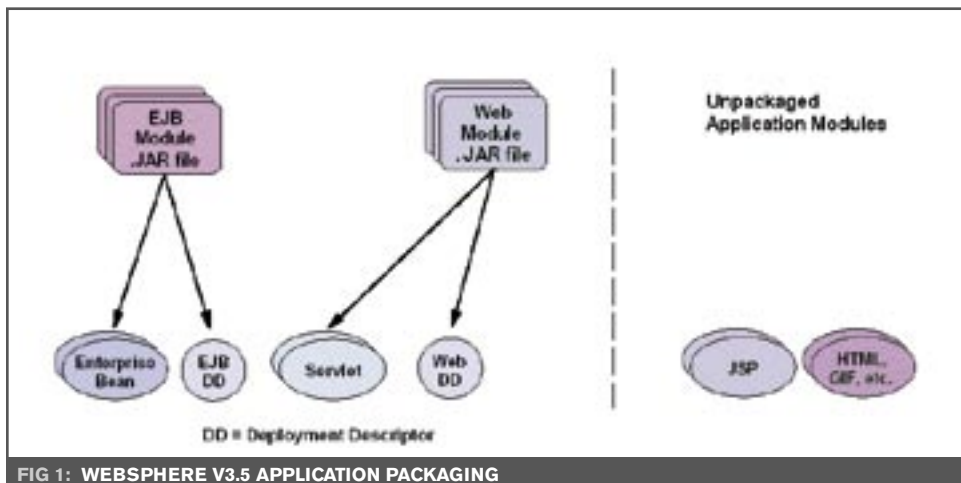 EJB
Module
.JAR file
Web
Module
.JAR file
Unpackaged
Application Modules
Enterprise
Bean
EJB
DD
Servlet
Web
DD
JSP
HTML,
GIF, etc.
DD = Deployment Descriptor
FIG 1: WEBSPHERE V3.5 APPLICATION PACKAGING